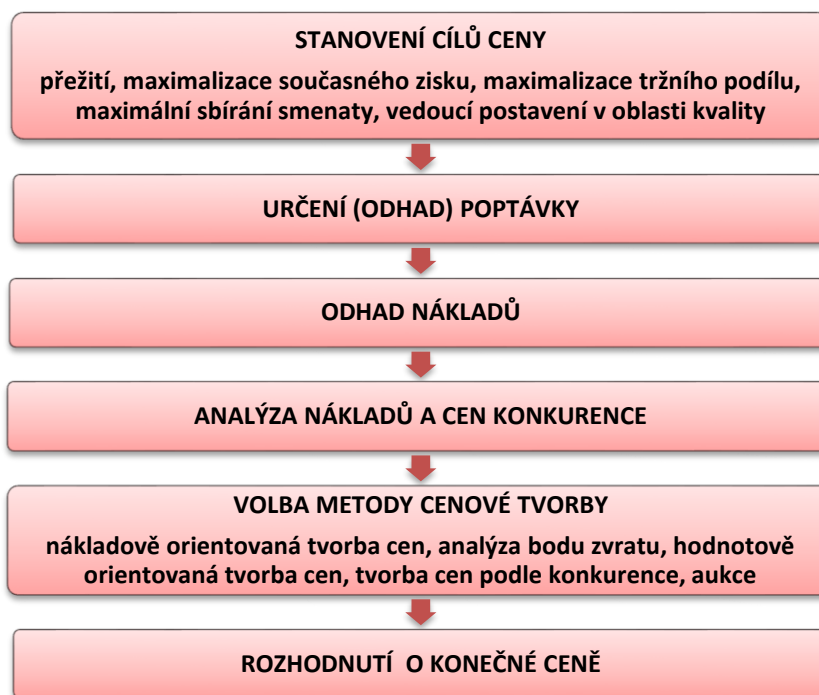 STANOVENÍ CÍLŮ CENY
přežití, maximalizace současného zisku, maximalizace tržního podílu,
maximální sbírání smenaty, vedoucí postavení v oblasti kvality
URČENÍ (ODHAD) POPTÁVKY
ODHAD NÁKLADŮ
ANALÝZA NÁKLADŮ A CEN KONKURENCE
VOLBA METODY CENOVÉ TVORBY
nákladově orientovaná tvorba cen, analýza bodu zvratu, hodnotově
orientovaná tvorba cen, tvorba cen podle konkurence, aukce
ROZHODNUTÍ O KONEČNÉ CENĚ